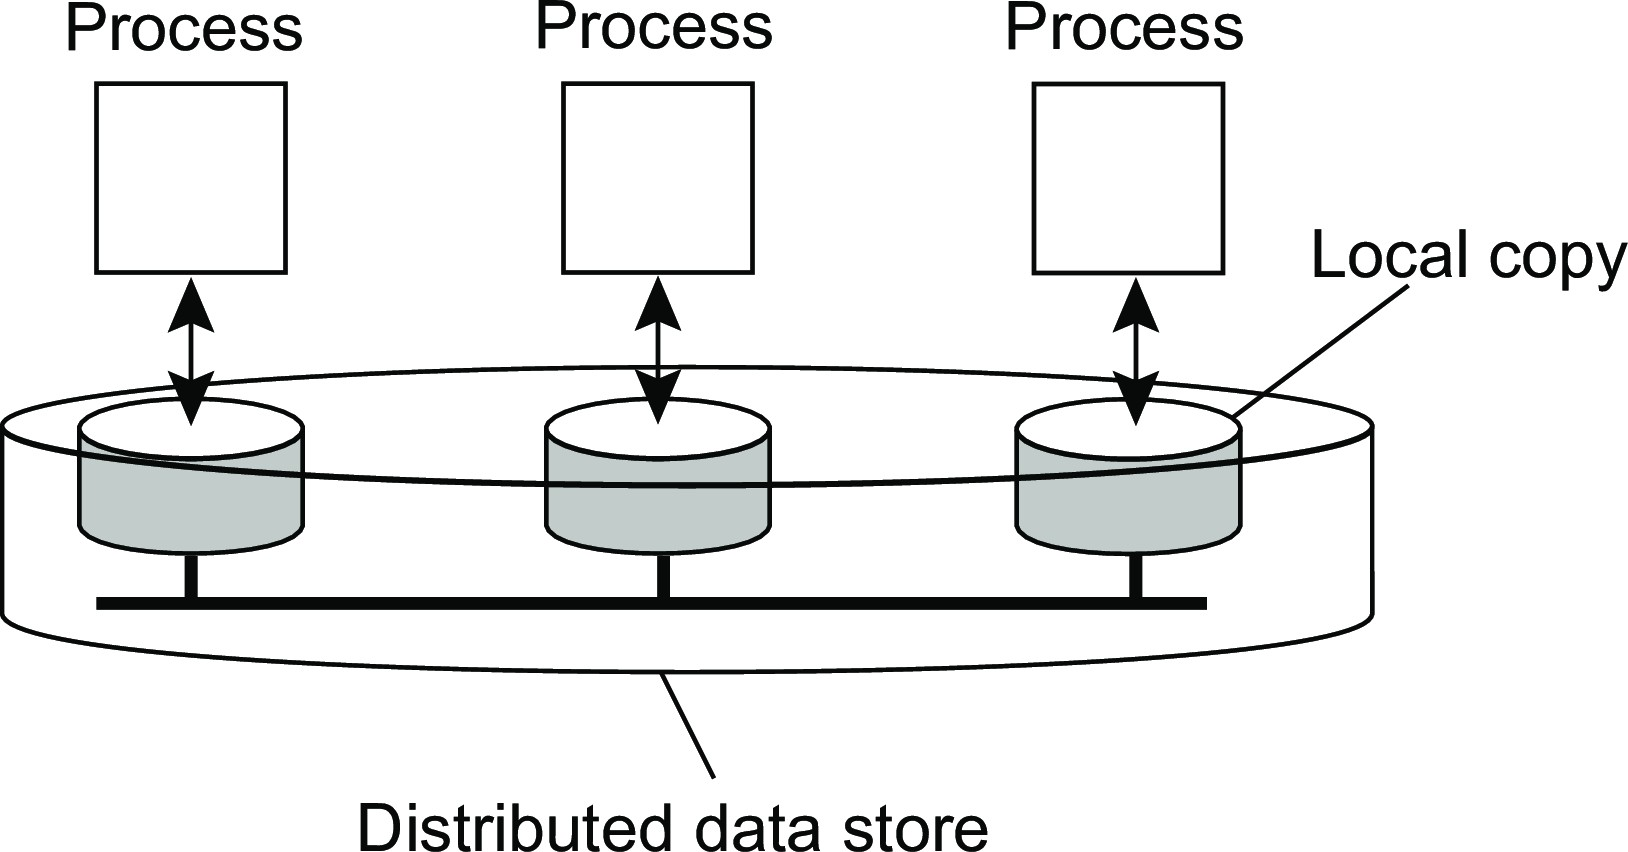 Process
Process
Process
Local copy
Distributed data store